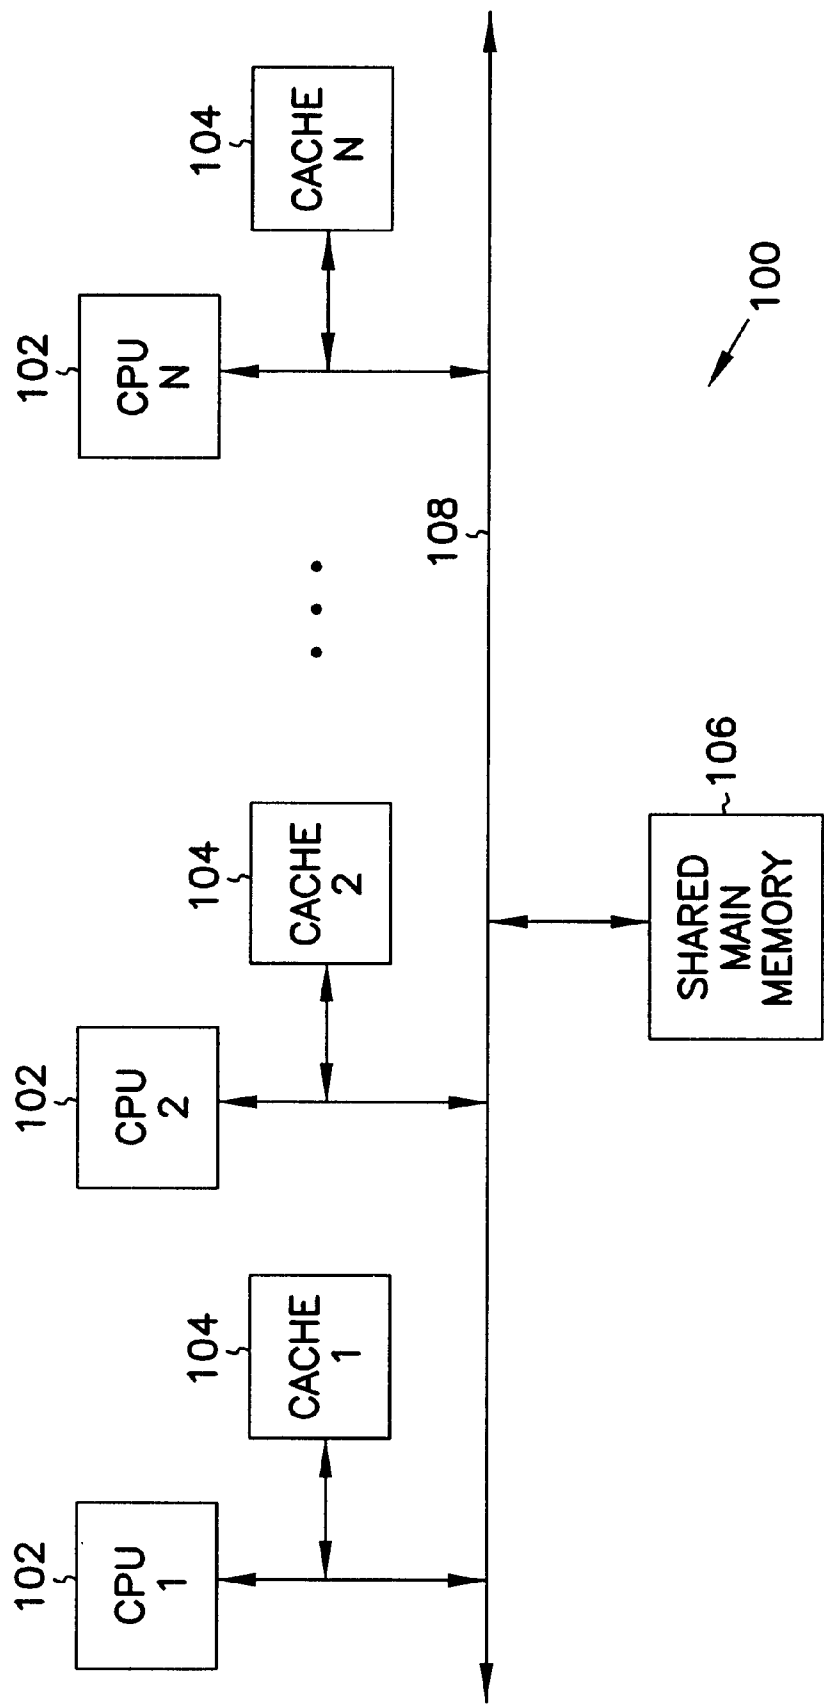 102
CPU
1
104
CACHE
1
102
CPU
2
104
CACHE
2
102
CPU
N
104
CACHE
N
108
SHARED
MAIN
MEMORY
106
100